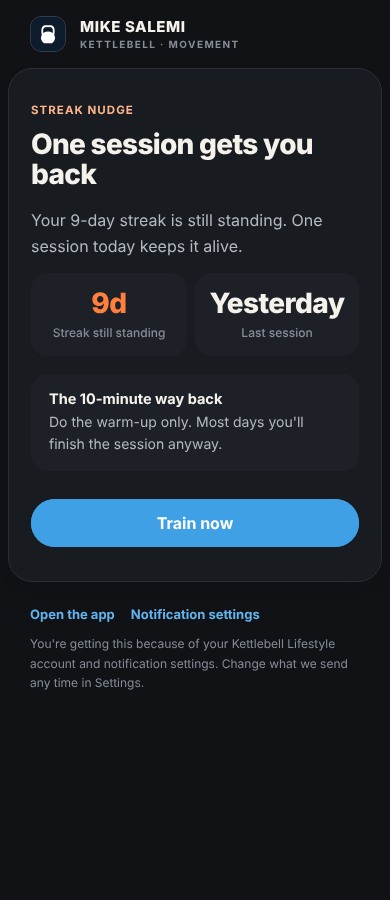 MIKE SALEMI
KETTLEBELL · MOVEMENT
STREAK NUDGE
One session gets you
back
Your 9-day streak is still standing. One
session today keeps it alive.
9d
Streak still standing
Yesterday
Last session
The 10-minute way back
Do the warm-up only. Most days you'll
finish the session anyway.
Train now
Open the app
Notification settings
You're getting this because of your Kettlebell Lifestyle
account and notification settings. Change what we send
any time in Settings.